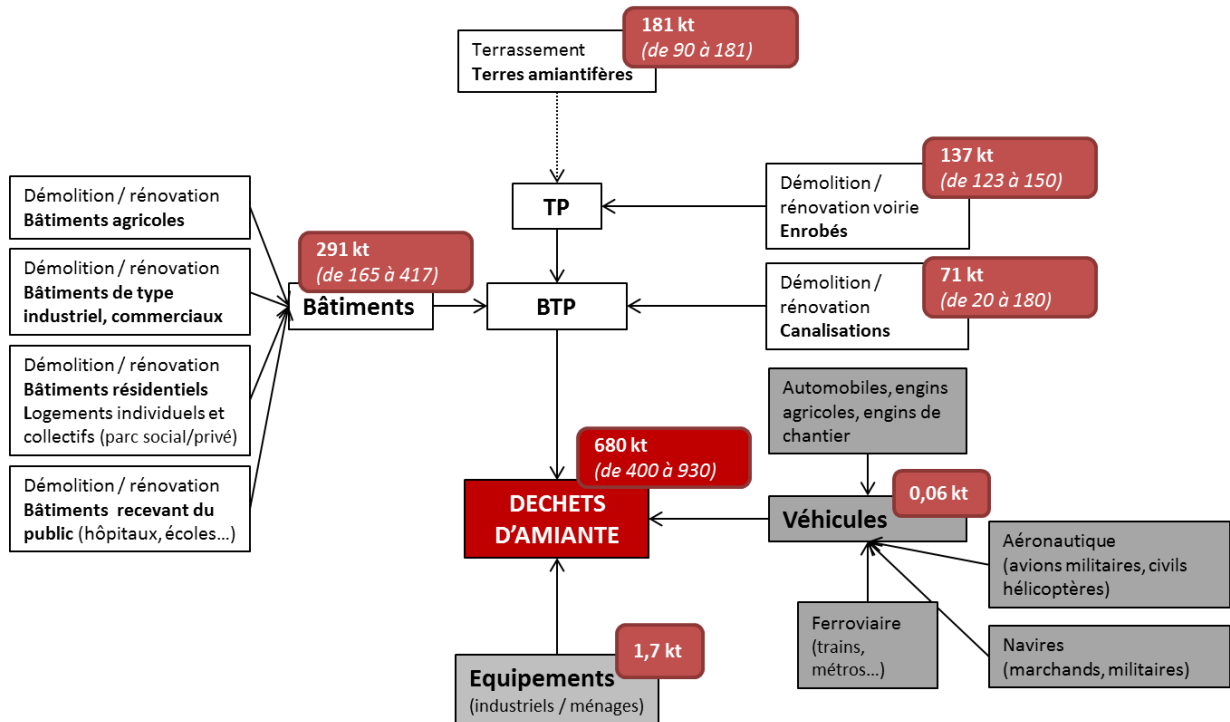 181 kt
(de 90 à 181)
Terrassement
Terres amiantifères
137 kt
(de 123 à 150)
Démolition /
rénovation voirie
Enrobés
TP
Démolition / rénovation
Bâtiments agricoles
Démolition / rénovation
Bâtiments de type
industriel, commerciaux
Démolition / rénovation
Bâtiments résidentiels
Logements individuels et
collectifs (parc social/privé)
Démolition / rénovation
Bâtiments recevant du
public (hôpitaux, écoles...)
291 kt
(de 165 à 417)
Bâtiments
BTP
71 kt
(de 20 à 180)
Démolition /
rénovation
Canalisations
Automobiles, engins
agricoles, engins de
chantier
680 kt
(de 400 à 930)
DECHETS
D'AMIANTE
0,06 kt
Véhicules
Aéronautique
(avions militaires, civils
hélicoptères)
Ferroviaire
(trains,
métros...)
Navires
(marchands, militaires)
1,7 kt
Equipements
(industriels / ménages)